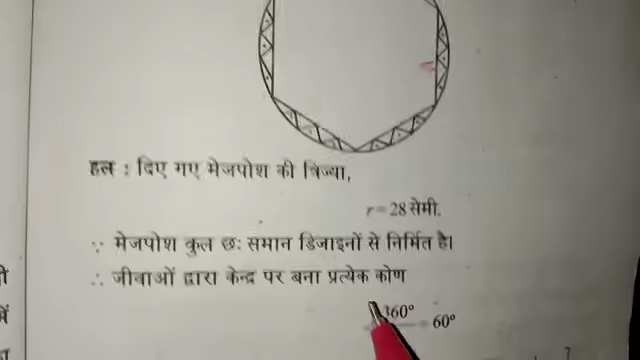 हल : दिए गए मेजपोश की त्रिज्या,
r = 28 सेमी.
∵ मेजपोश कुल छः समान डिजाइनों से निर्मित है।
∴ जीवाओं द्वारा केन्द्र पर बना प्रत्येक कोण
360° = 60°